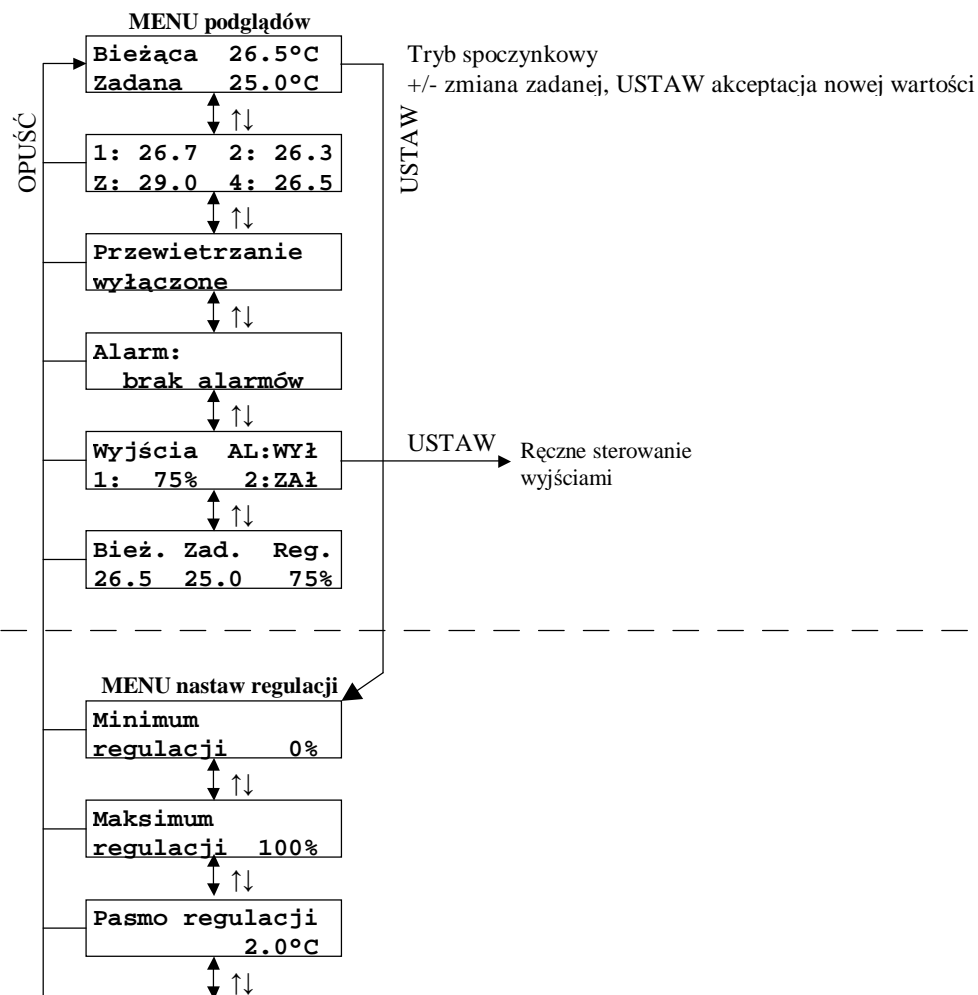 MENU podglądów
Bieżąca 26.5°C
Zadana 25.0°C
Tryb spoczynkowy
+/- zmiana zadanej, USTAW akceptacja nowej wartości
OPUŚĆ
USTAW
↑↓
1: 26.7 2: 26.3
Z: 29.0 4: 26.5
↑↓
Przewietrzanie
wyłączone
↑↓
Alarm:
brak alarmów
↑↓
Wyjścia AL:WYł
1: 75% 2:ZAł
USTAW
Ręczne sterowanie
wyjściami
↑↓
Bież. Zad. Reg.
26.5 25.0 75%
MENU nastaw regulacji
Minimum
regulacji 0%
↑↓
Maksimum
regulacji 100%
↑↓
Pasmo regulacji
2.0°C
↑↓